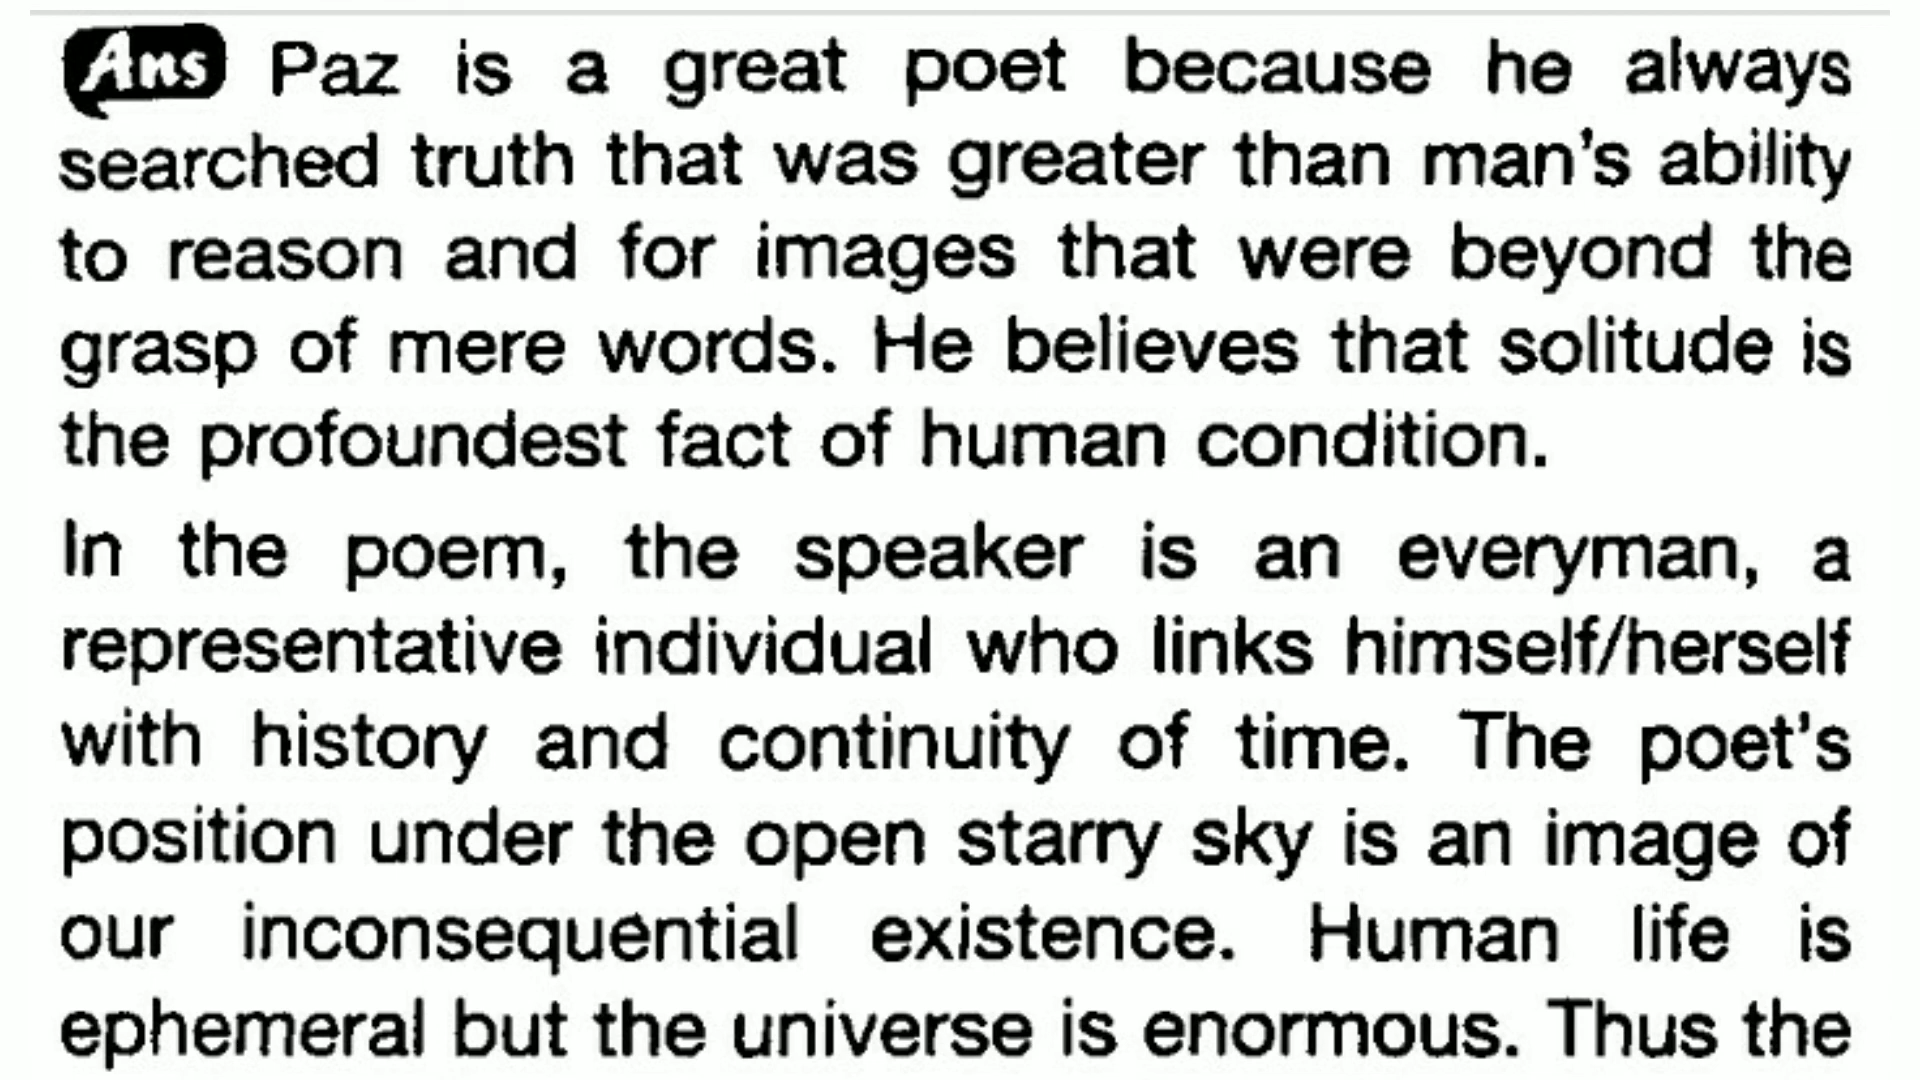 Ans Paz is a great poet because he always
searched truth that was greater than man's ability
to reason and for images that were beyond the
grasp of mere words. He believes that solitude is
the profoundest fact of human condition.
In the poem, the speaker is an everyman, a
representative individual who links himself/herself
with history and continuity of time. The poet's
position under the open starry sky is an image of
our inconsequential existence. Human life is
ephemeral but the universe is enormous. Thus the